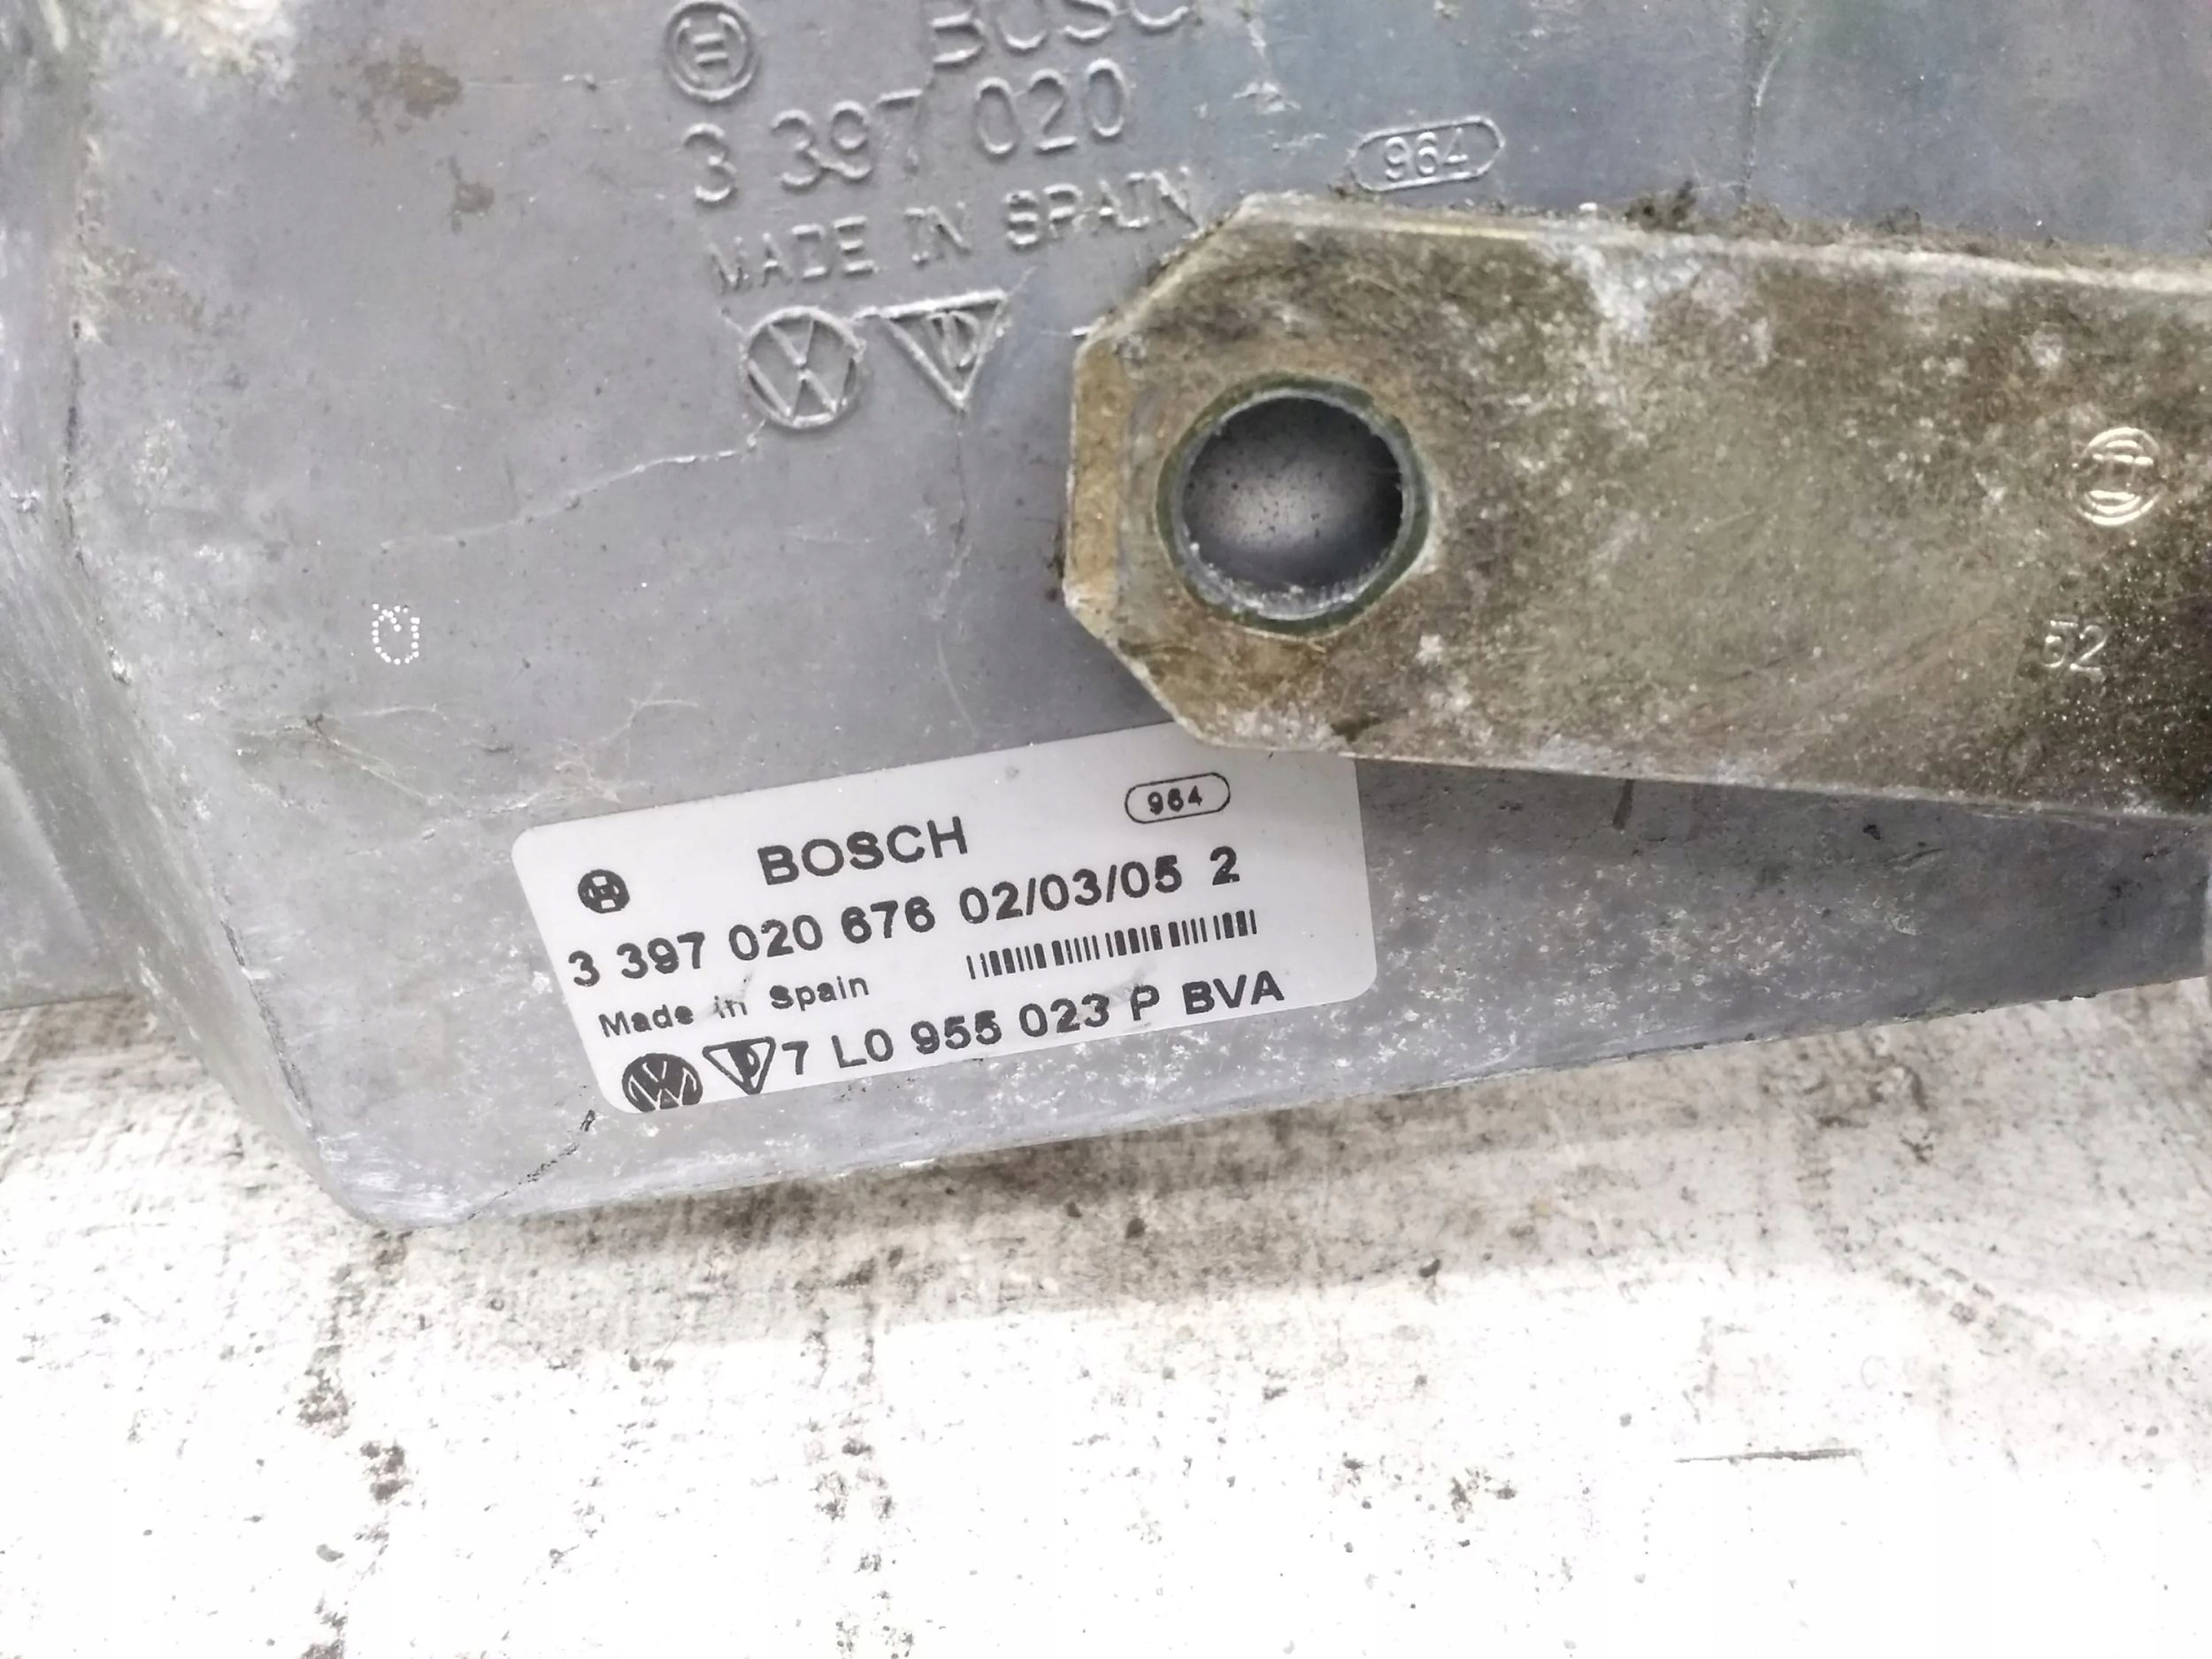 BOSC
3 397 020
964
MADE IN SPAIN
52
964
BOSCH
3 397 020 676 02/03/05 2
Made in Spain
7 L0 955 023 P BVA